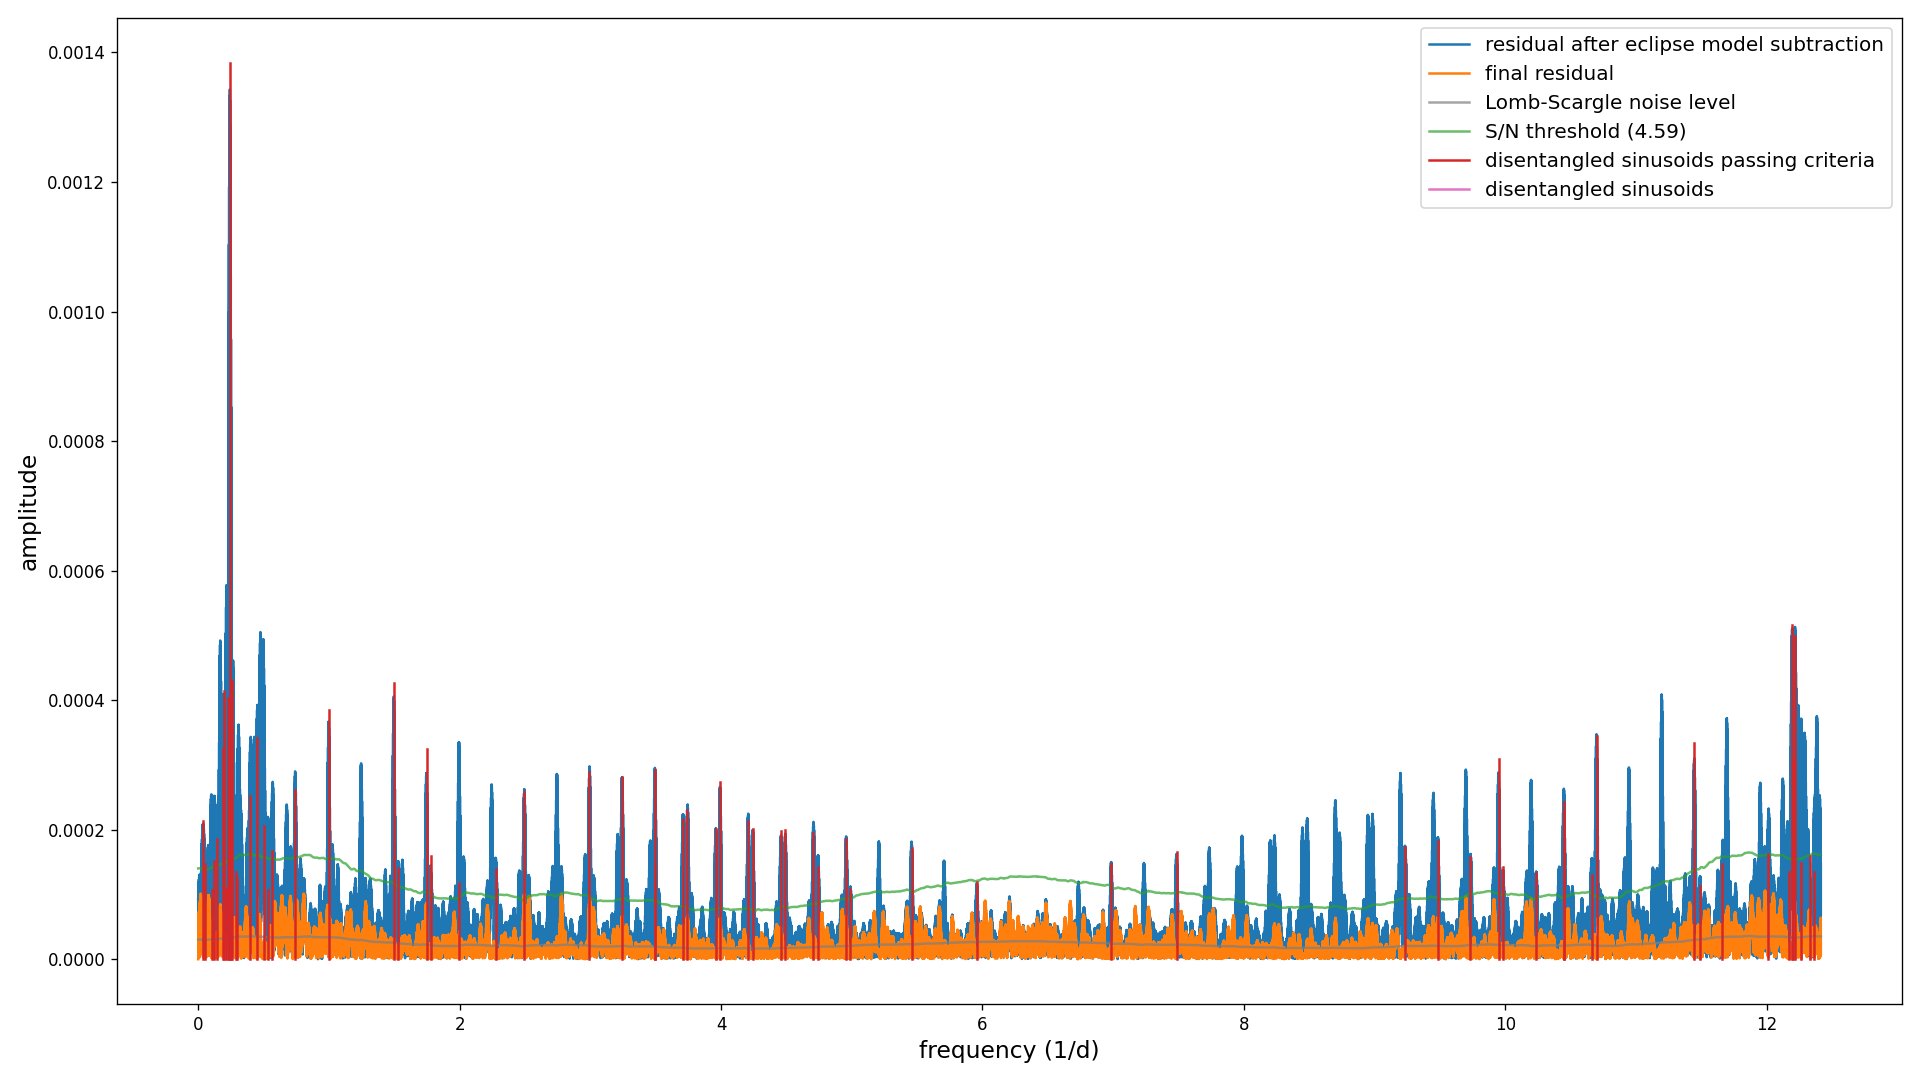 residual after eclipse model subtraction
final residual
Lomb-Scargle noise level
S/N threshold (4.59)
disentangled sinusoids passing criteria
disentangled sinusoids
0.0014
0.0012
0.0010
0.0008
0.0006
0.0004
0.0002
0.0000
amplitude
0 2 4 6 8 10 12
frequency (1/d)